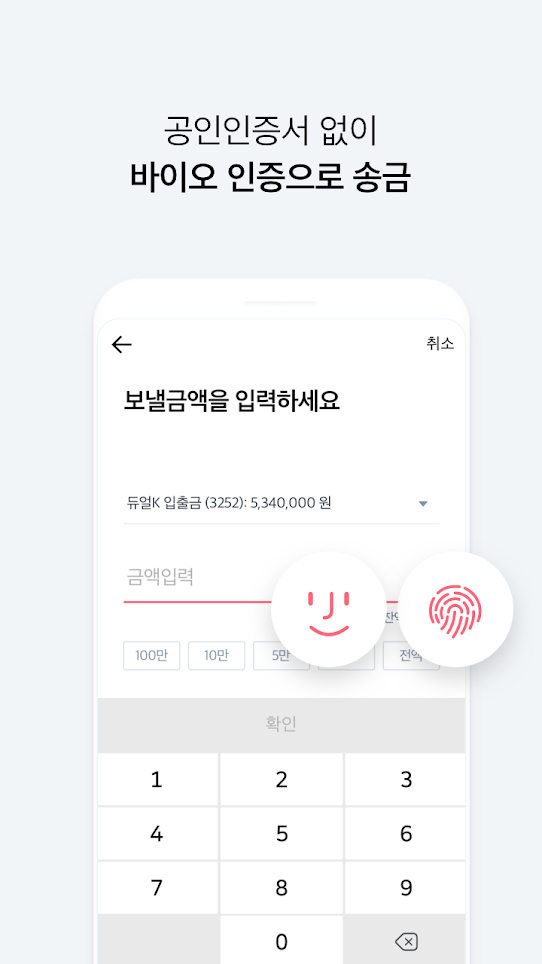 공인인증서 없이
바이오 인증으로 송금
취소
보낼금액을 입력하세요
듀얼K 입출금 (3252): 5,340,000 원
금액입력
100만 10만 5만 전액
확인
1 2 3
4 5 6
7 8 9
0